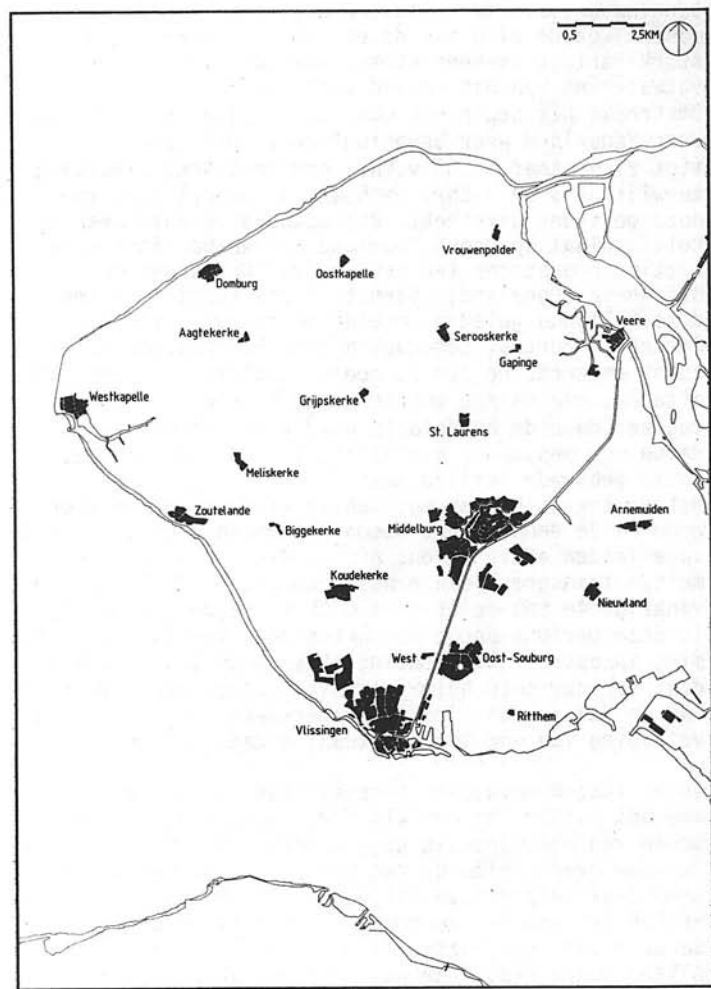 0,5 2,5KM
Vrouwenpolder
Oostkapelle
Domburg
Veere
Aagtekerke
Serooskerke
Gapinge
Westkapelle
Grijpskerke
St. Laurens
Meliskerke
Zoutelande
Biggekerke
Middelburg
Arnemuiden
Koudekerke
Nieuwland
West
Oost-Souburg
Ritthem
Vlissingen